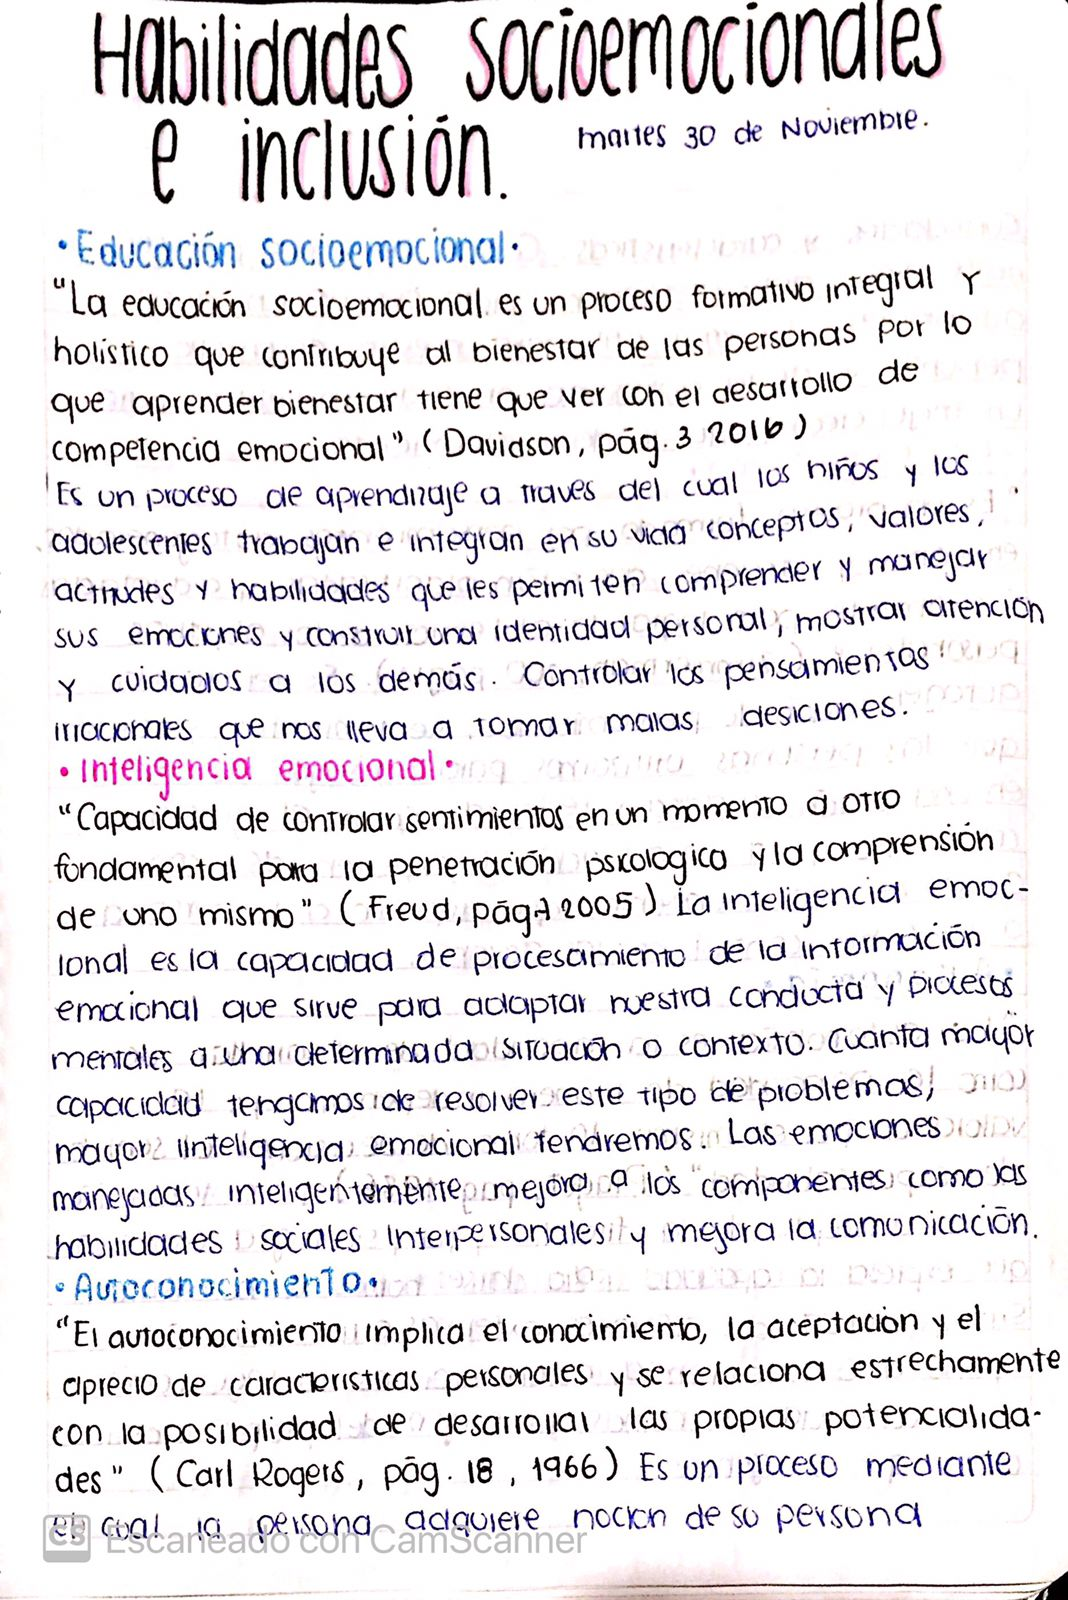 Habilidades socioemocionales
e inclusión.
martes 30 de Noviembre.
• Educación socioemocional •
"La educación socioemocional es un proceso formativo integral y
holístico que contribuye al bienestar de las personas por lo
que aprender bienestar tiene que ver con el desarrollo de
competencia emocional" (Davidson, pág. 3 2016)
Es un proceso de aprendizaje a traves del cual los niños y los
adolescentes trabajan e integran en su vida conceptos, valores,
actitudes y habilidades que les permiten comprender y manejar
sus emociones y construir una identidad personal, mostrar atención
y cuidados a los demás. Controlar los pensamientos
irracionales que nos lleva a tomar malas desiciones.
• Inteligencia emocional •
"Capacidad de controlar sentimientos en un momento a otro
fondamental para la penetración psicologica y la comprensión
de uno mismo" (Freud, pág 2005) La inteligencia emoc-
ional es la capacidad de procesamiento de la información
emocional que sirve para adaptar nuestra conducta y procesos
mentales a una determinada situación o contexto. Cuanta mayor
capacidad tengamos de resolver este tipo de problemas,
mayor inteligencia emocional tendremos. Las emociones
manejadas inteligentemente mejora a los componentes como las
habilidades sociales interpersonales y mejora la comunicación.
• Autoconocimiento •
"El autoconocimiento implica el conocimiento, la aceptación y el
aprecio de caracteristicas personales y se relaciona estrechamente
con la posibilidad de desarrollar las propias potencialida-
des" (Carl Rogers, pág. 18, 1966) Es un proceso mediante
el cual la persona adquiere nocion de su persona
CS Escaneado con CamScanner